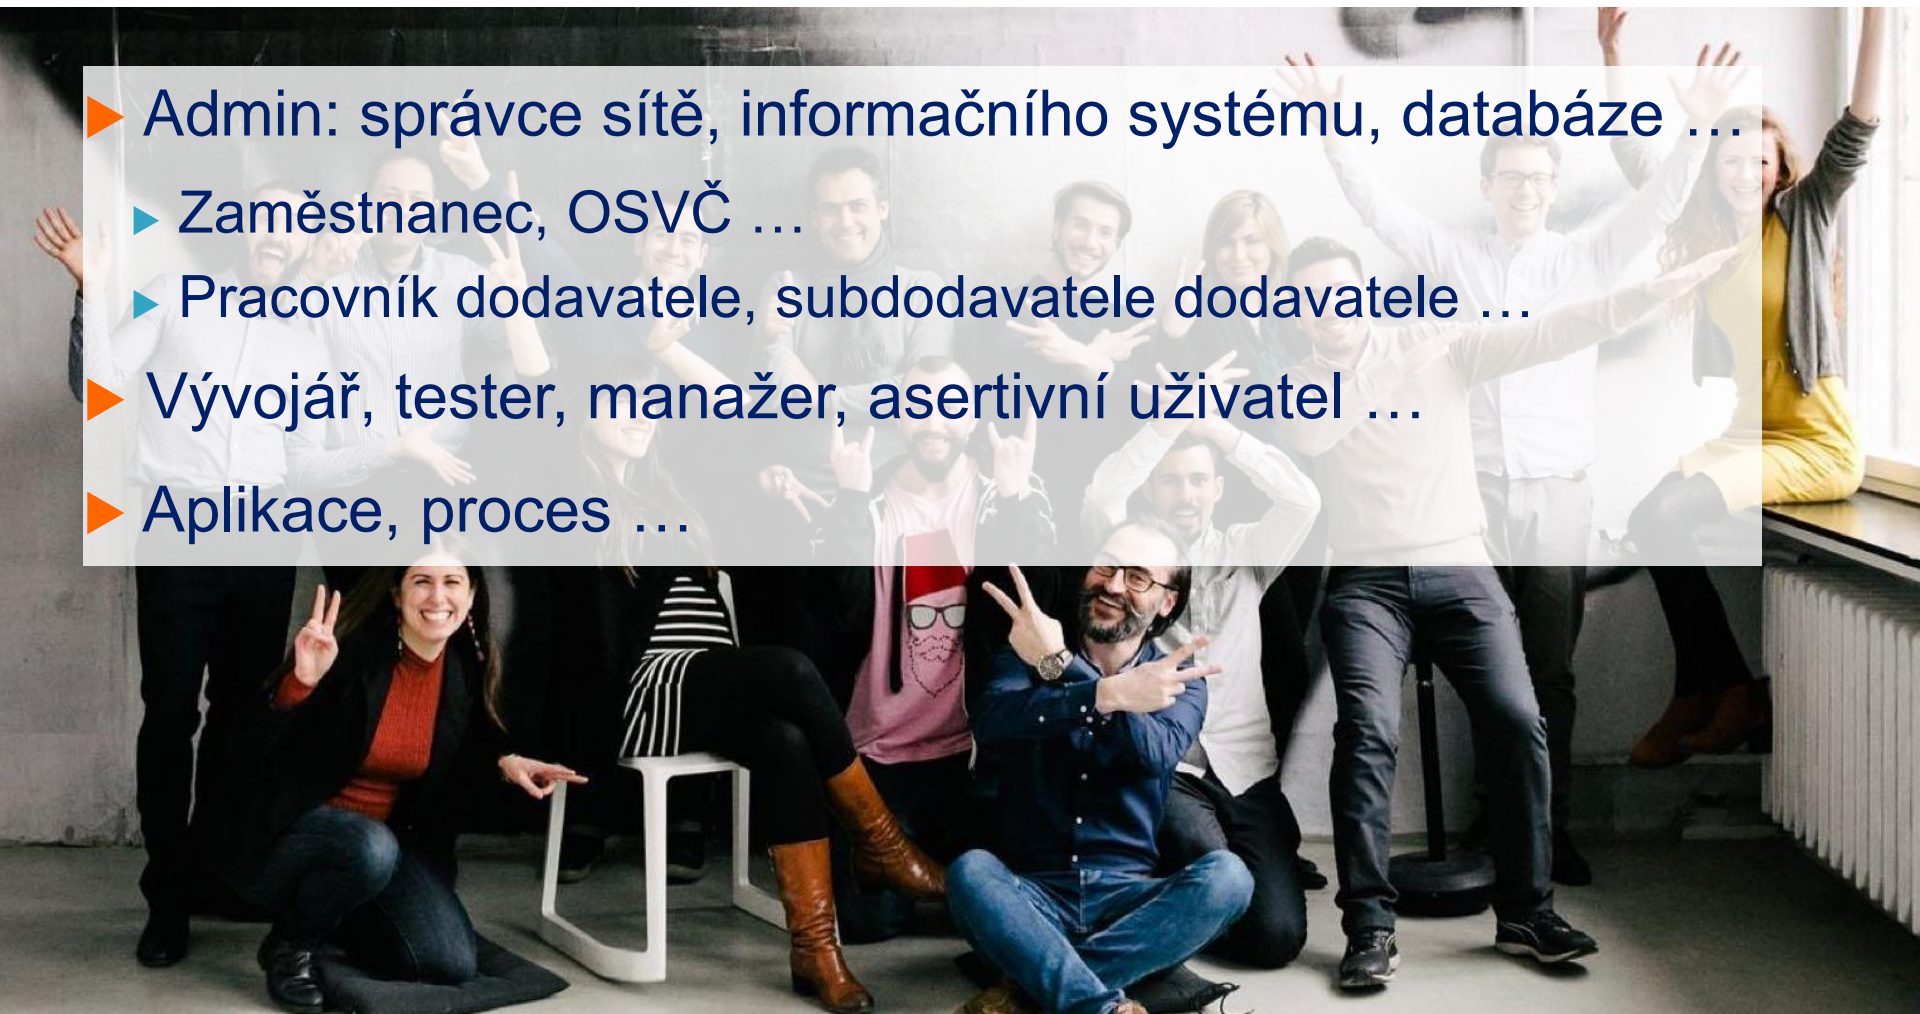 Admin: správce sítě, informačního systému, databáze …
Zaměstnanec, OSVČ …
Pracovník dodavatele, subdodavatele dodavatele …
Vývojář, tester, manažer, asertivní uživatel …
Aplikace, proces …